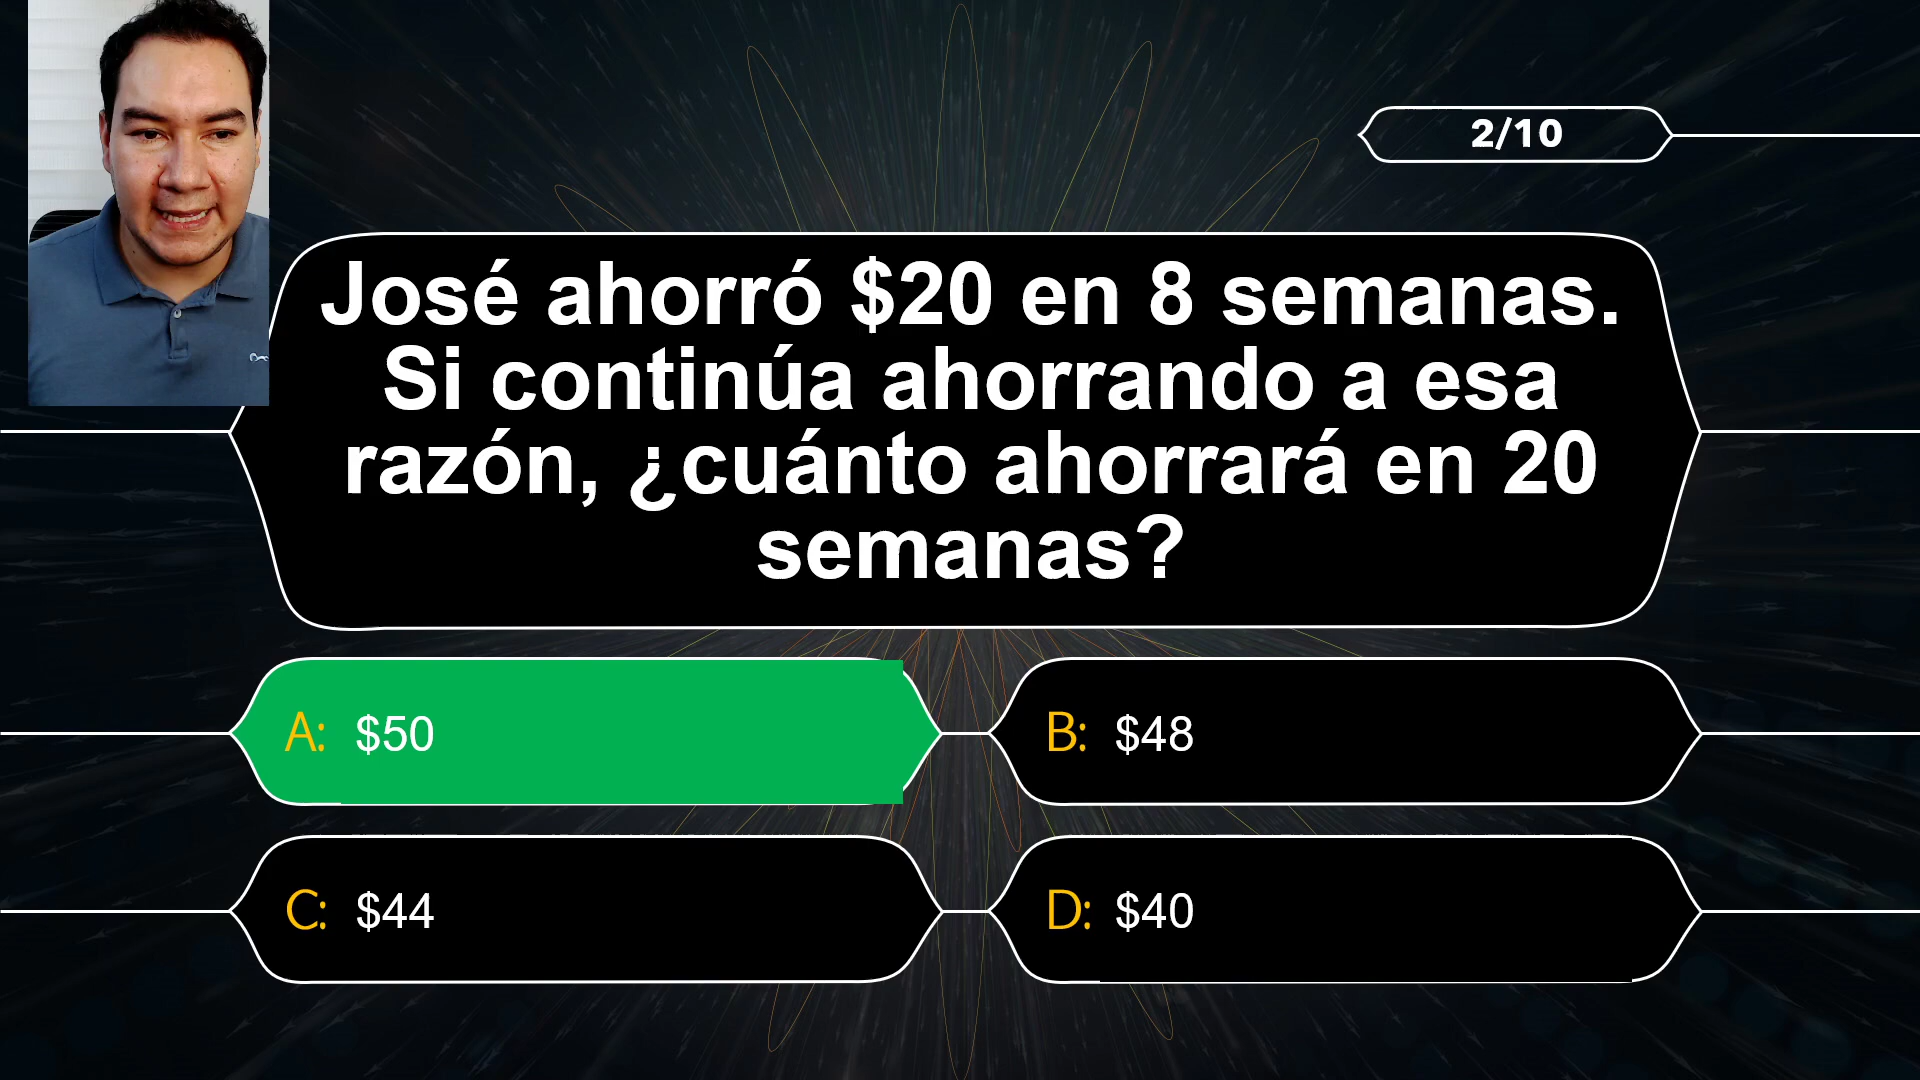 2/10
José ahorró $20 en 8 semanas.
Si continúa ahorrando a esa
razón, ¿cuánto ahorrará en 20
semanas?
A: $50
B: $48
C: $44
D: $40